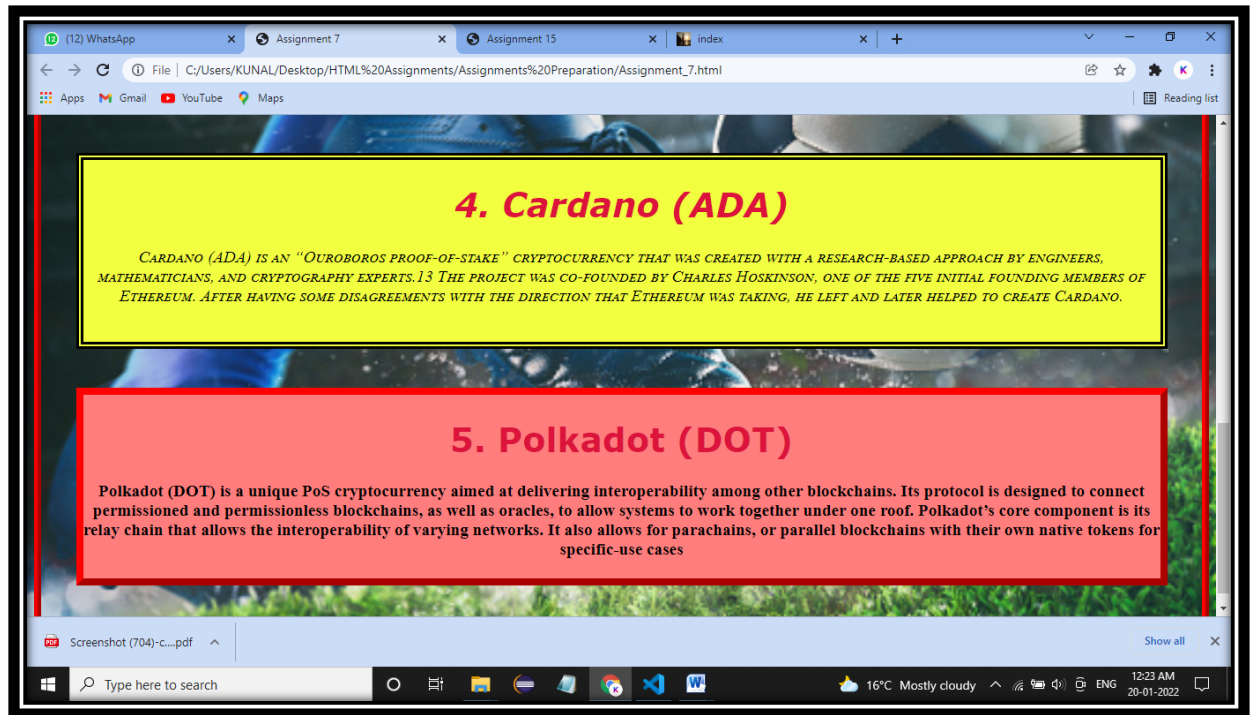 12 (12) WhatsApp Assignment 7 Assignment 15 index
File | C:/Users/KUNAL/Desktop/HTML%20Assignments/Assignments%20Preparation/Assignment_7.html K
Apps Gmail YouTube Maps Reading list
4. Cardano (ADA)
Cardano (ADA) is an “Ouroboros proof-of-stake” cryptocurrency that was created with a research-based approach by engineers,
mathematicians, and cryptography experts.13 The project was co-founded by Charles Hoskinson, one of the five initial founding members of
Ethereum. After having some disagreements with the direction that Ethereum was taking, he left and later helped to create Cardano.
5. Polkadot (DOT)
Polkadot (DOT) is a unique PoS cryptocurrency aimed at delivering interoperability among other blockchains. Its protocol is designed to connect
permissioned and permissionless blockchains, as well as oracles, to allow systems to work together under one roof. Polkadot’s core component is its
relay chain that allows the interoperability of varying networks. It also allows for parachains, or parallel blockchains with their own native tokens for
specific-use cases
PDF Screenshot (704)-c....pdf Show all
Type here to search K W 16°C Mostly cloudy ENG 12:23 AM
20-01-2022